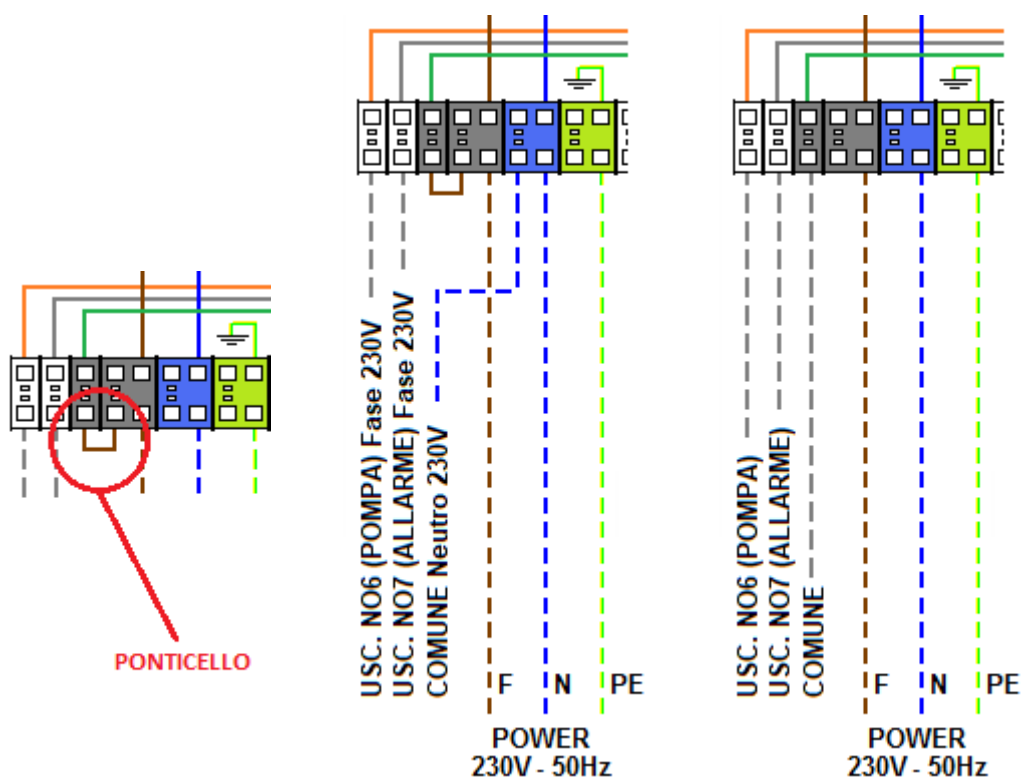 PONTICELLO
USC. NO6 (POMPA) Fase 230V
USC. NO7 (ALLARME) Fase 230V
COMUNE Neutro 230V
F N PE
POWER
230V - 50Hz
USC. NO6 (POMPA)
USC. NO7 (ALLARME)
COMUNE
F N PE
POWER
230V - 50Hz